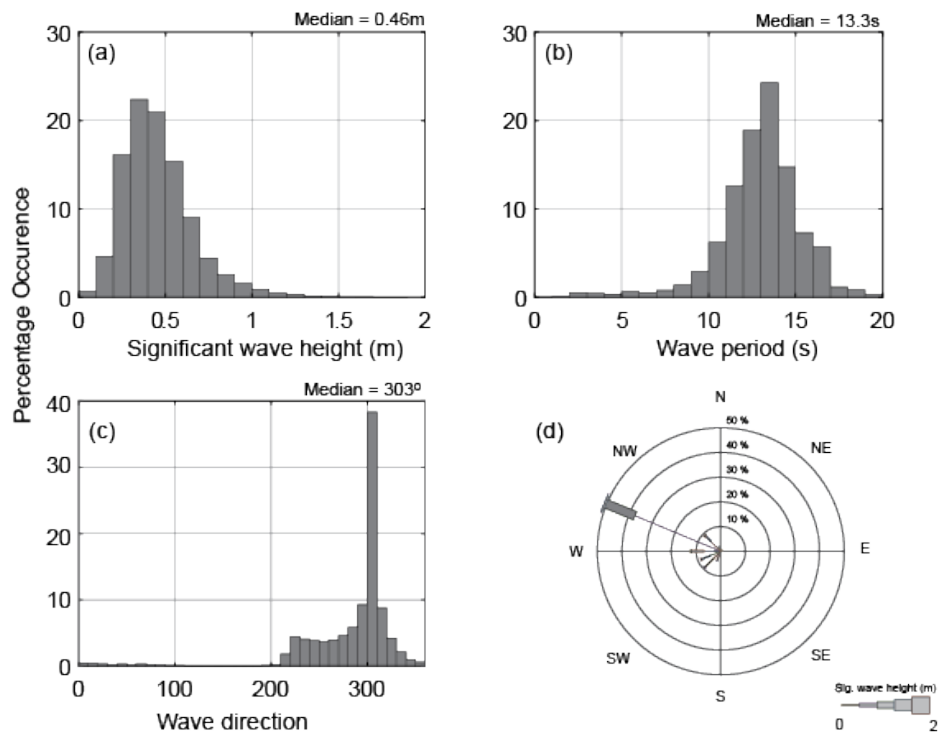 Median = 0.46m
(a)
30
20
10
0
0
0.5
1
1.5
2
Significant wave height (m)
Median = 13.3s
(b)
30
20
10
0
0
5
10
15
20
Wave period (s)
Percentage Occurence
Median = 303º
(c)
40
30
20
10
0
0
100
200
300
Wave direction
(d)
N
NE
E
SE
S
SW
W
NW
50 %
40 %
30 %
20 %
10 %
Sig. wave height (m)
0
2